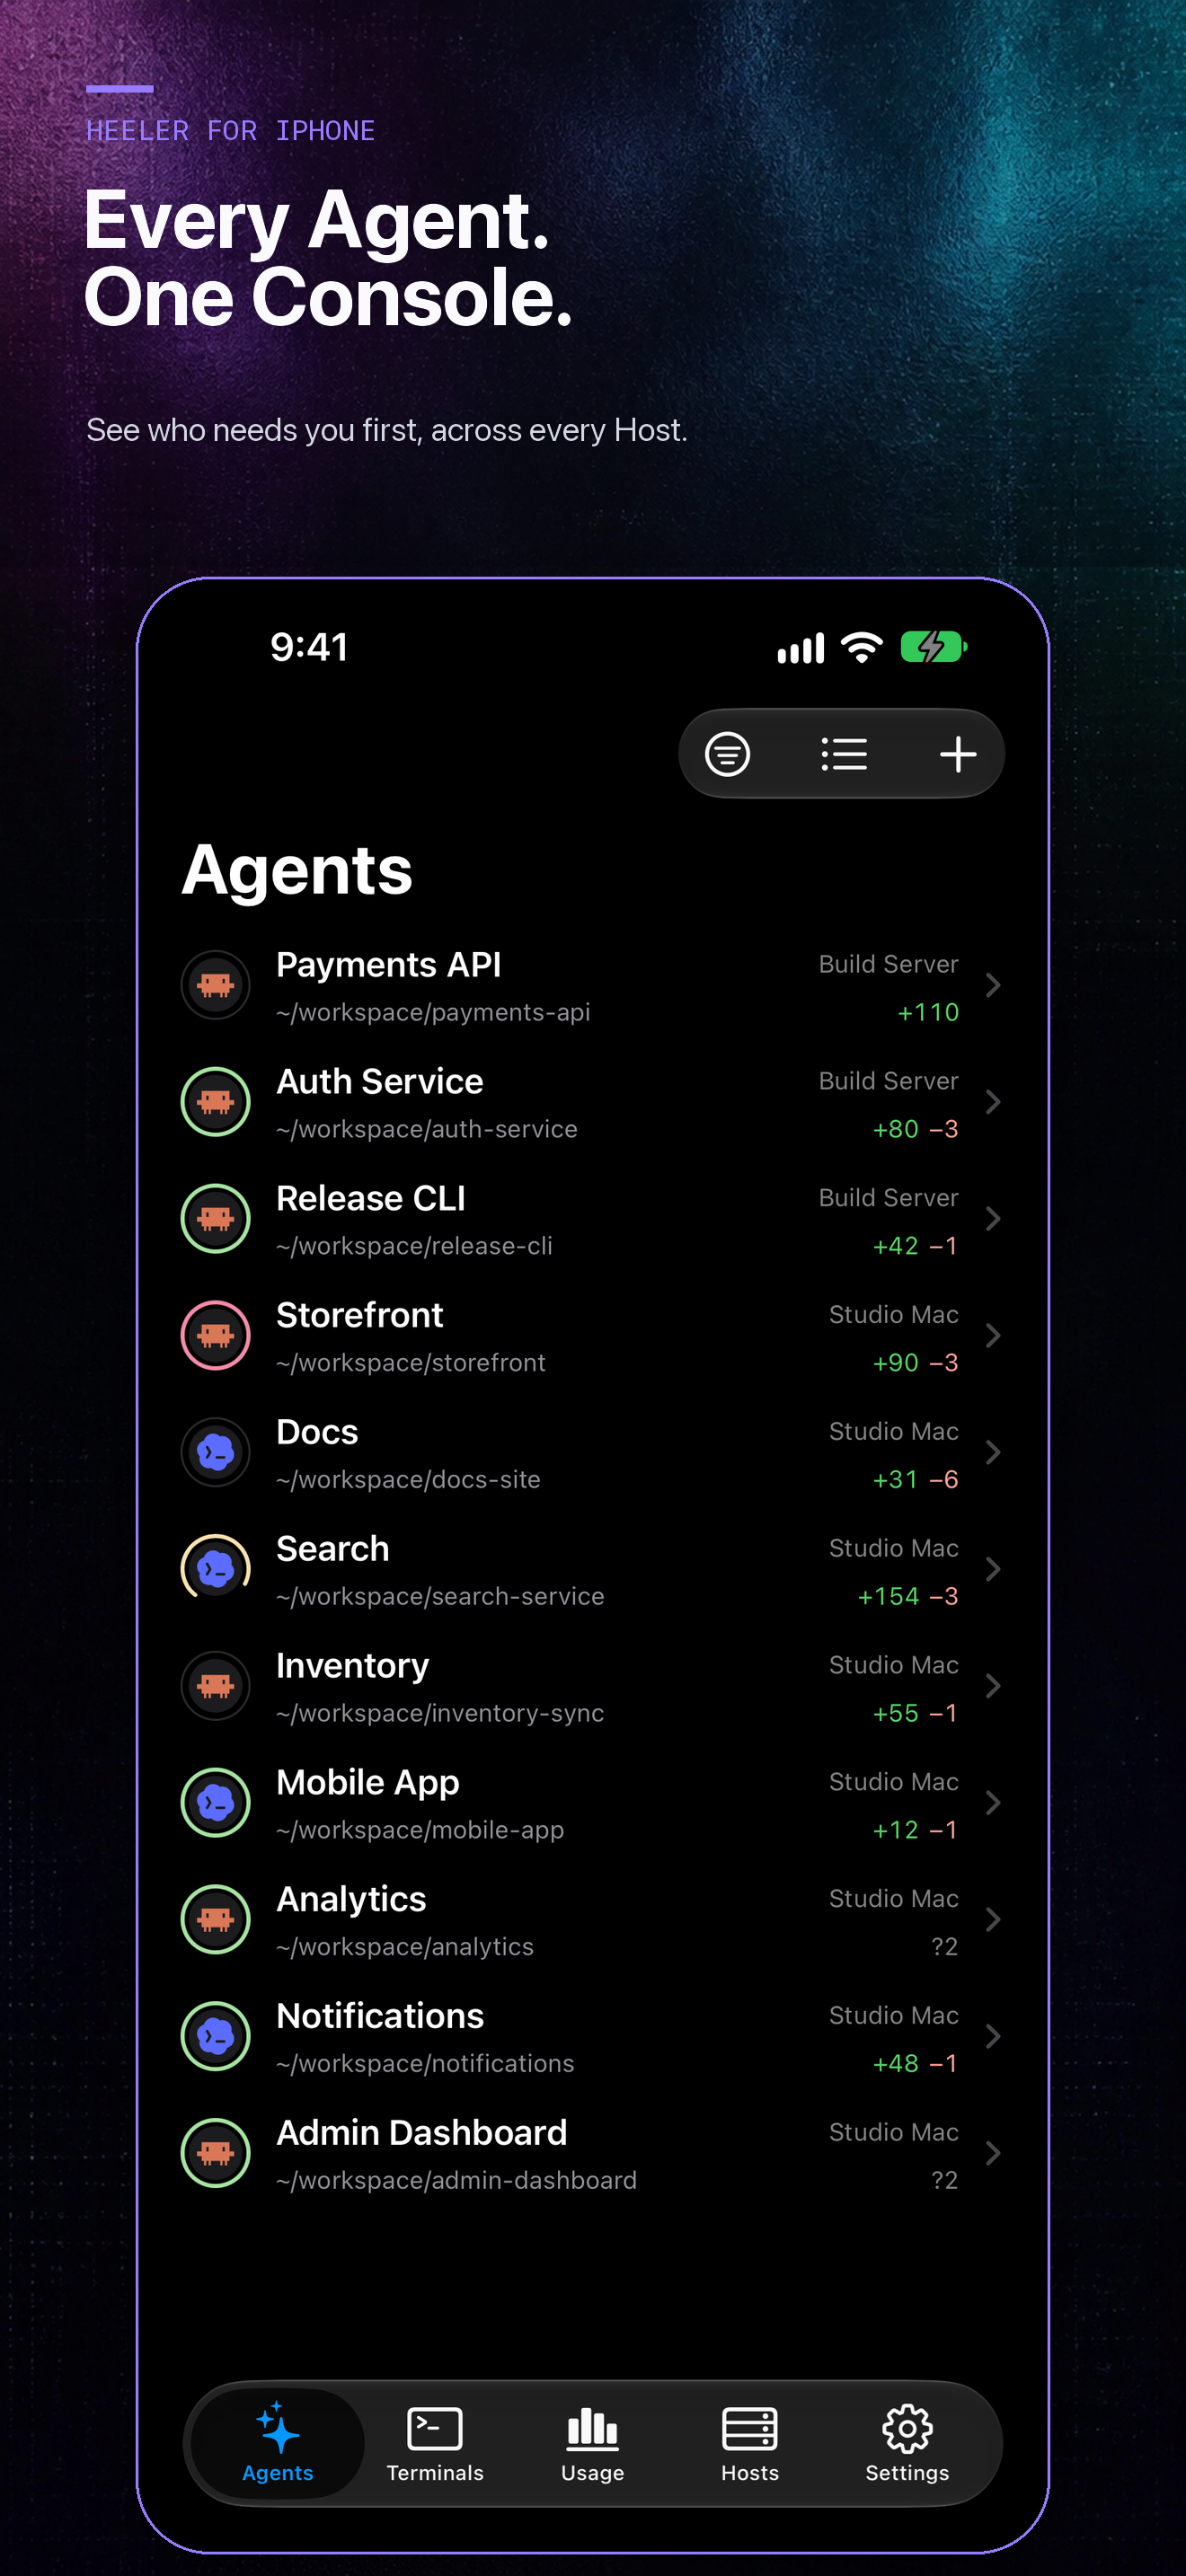 HEELER FOR IPHONE
Every Agent.
One Console.
See who needs you first, across every Host.
9:41
Agents
Payments API
Build Server
~/workspace/payments-api
+110
Auth Service
Build Server
~/workspace/auth-service
+80 −3
Release CLI
Build Server
~/workspace/release-cli
+42 −1
Storefront
Studio Mac
~/workspace/storefront
+90 −3
Docs
Studio Mac
~/workspace/docs-site
+31 −6
Search
Studio Mac
~/workspace/search-service
+154 −3
Inventory
Studio Mac
~/workspace/inventory-sync
+55 −1
Mobile App
Studio Mac
~/workspace/mobile-app
+12 −1
Analytics
Studio Mac
~/workspace/analytics
?2
Notifications
Studio Mac
~/workspace/notifications
+48 −1
Admin Dashboard
Studio Mac
~/workspace/admin-dashboard
?2
Agents
Terminals
Usage
Hosts
Settings